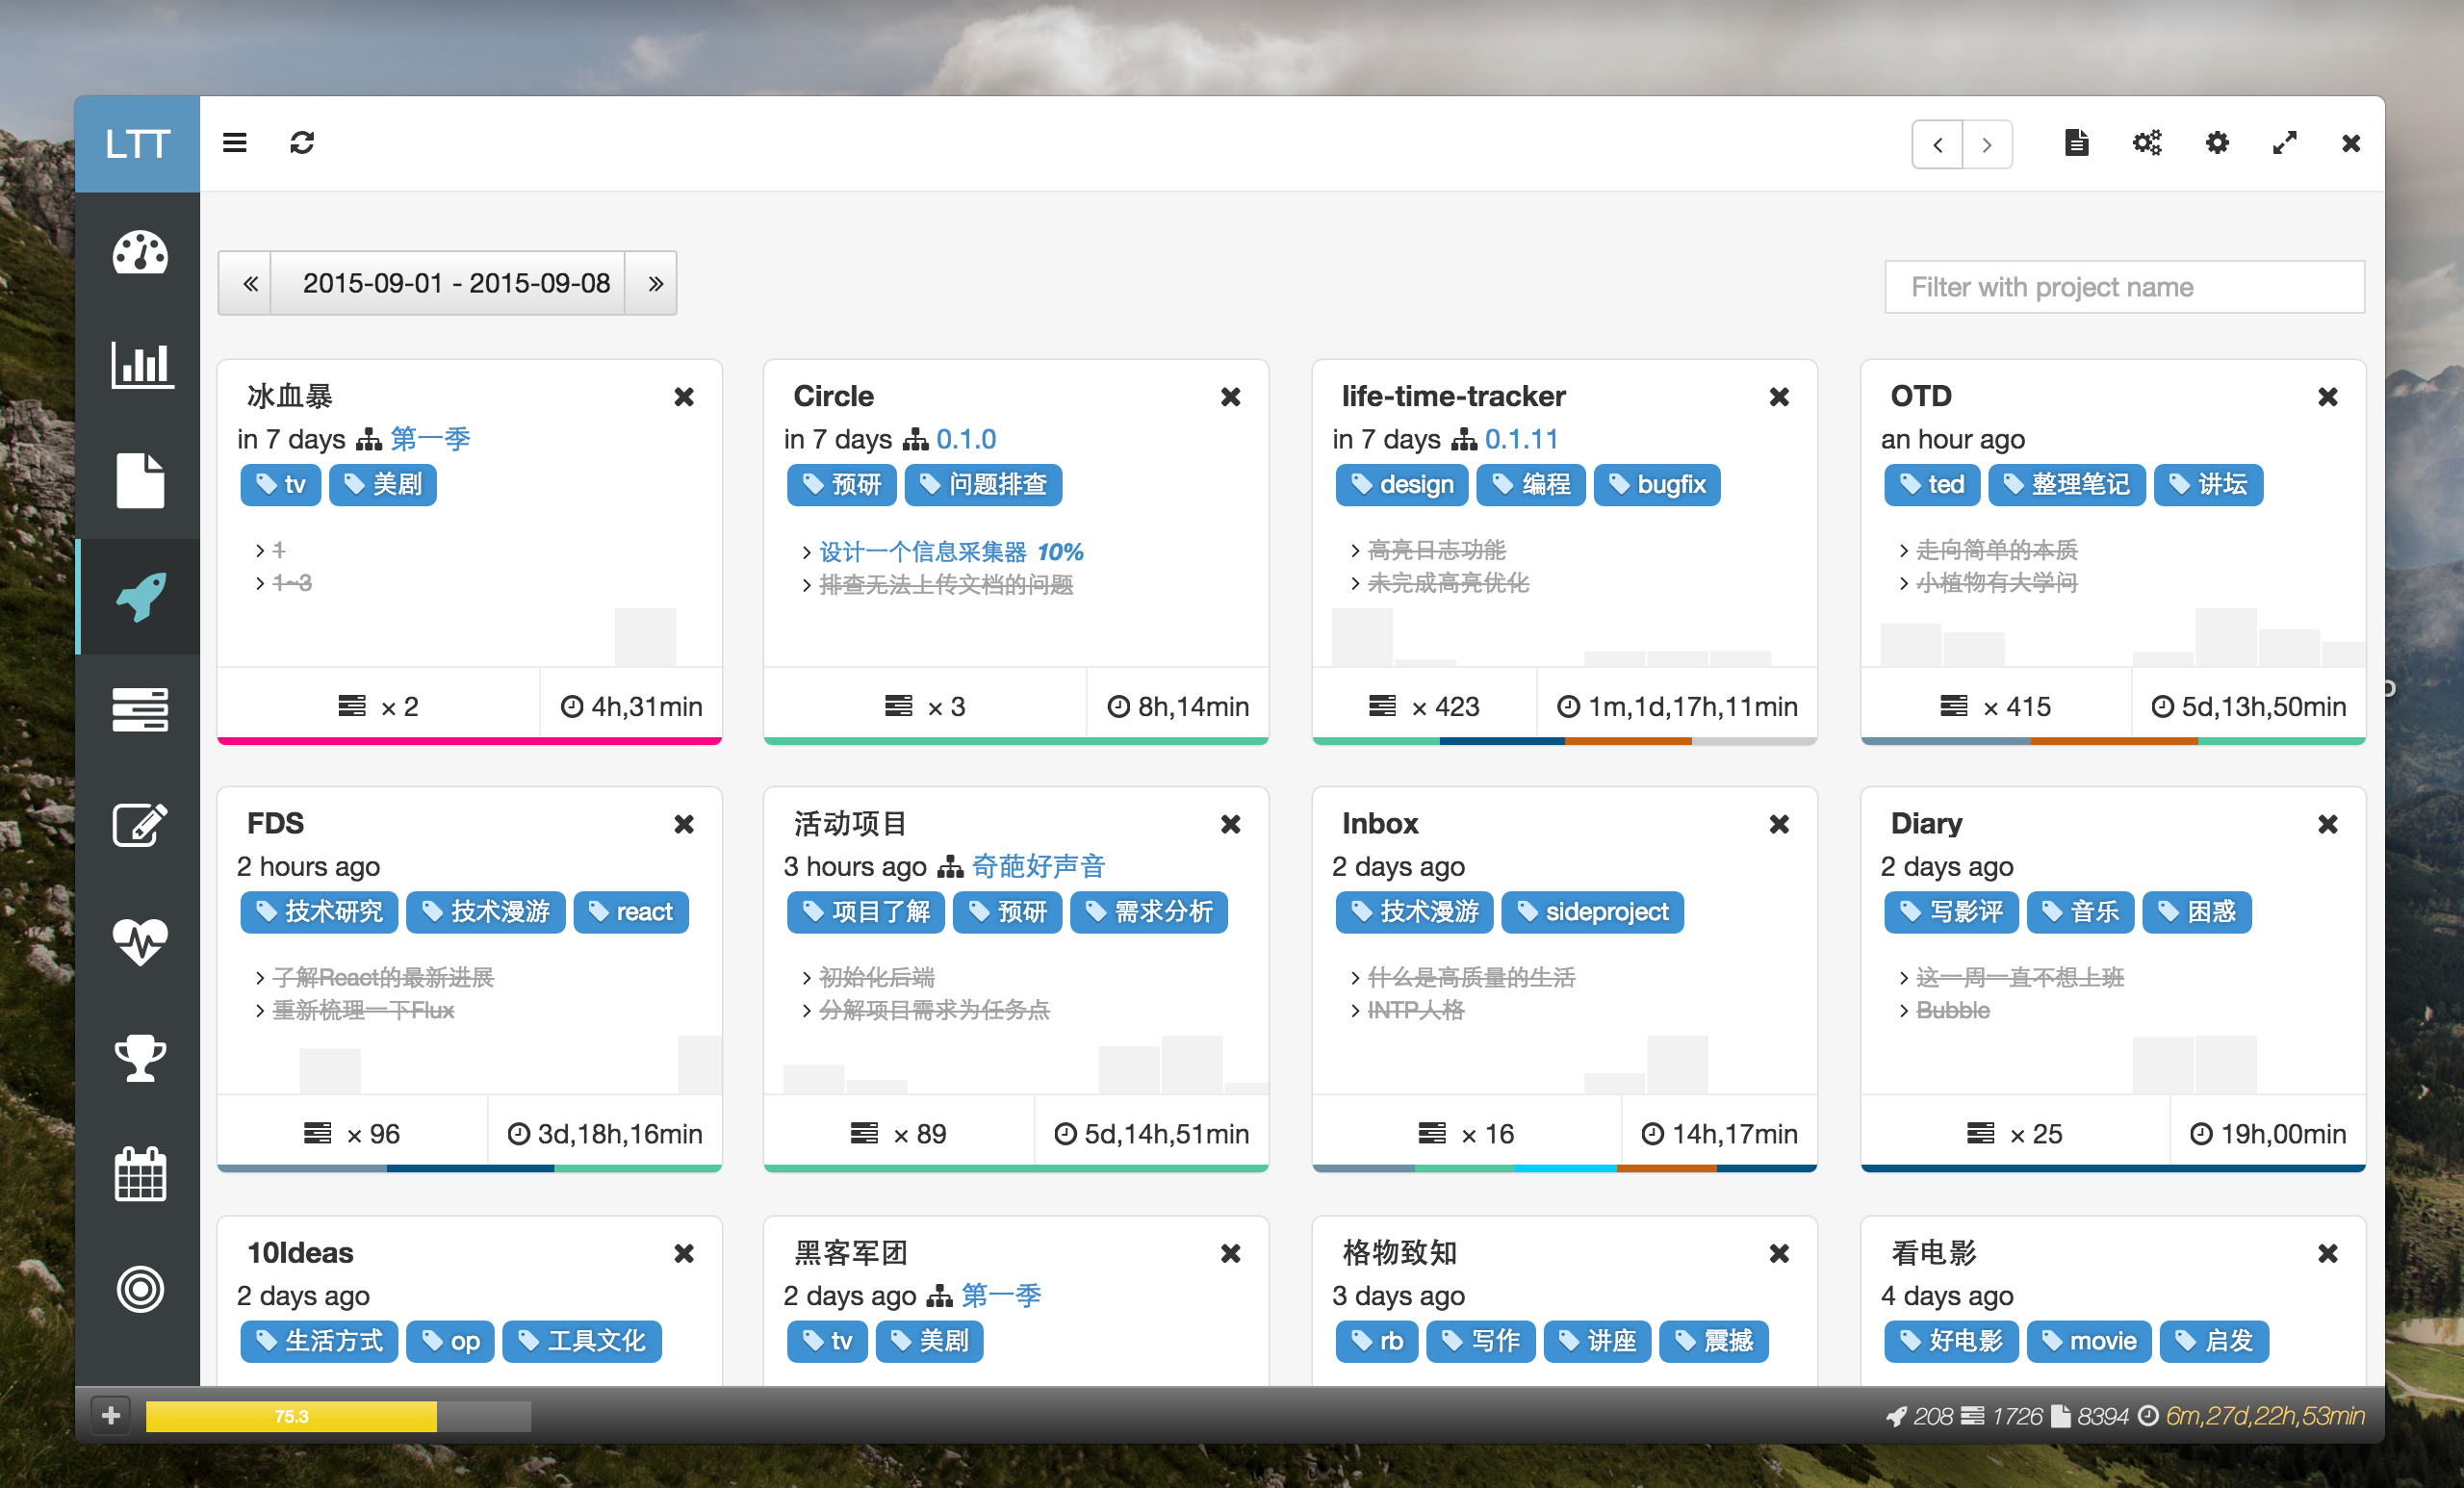 LTT
2015-09-01 - 2015-09-08
Filter with project name
冰血暴
in 7 days 第一季
tv 美剧
1
1~3
× 2 4h,31min
Circle
in 7 days 0.1.0
预研 问题排查
设计一个信息采集器 10%
排查无法上传文档的问题
× 3 8h,14min
life-time-tracker
in 7 days 0.1.11
design 编程 bugfix
高亮日志功能
未完成高亮优化
× 423 1m,1d,17h,11min
OTD
an hour ago
ted 整理笔记 讲坛
走向简单的本质
小植物有大学问
× 415 5d,13h,50min
FDS
2 hours ago
技术研究 技术漫游 react
了解React的最新进展
重新梳理一下Flux
× 96 3d,18h,16min
活动项目
3 hours ago 奇葩好声音
项目了解 预研 需求分析
初始化后端
分解项目需求为任务点
× 89 5d,14h,51min
Inbox
2 days ago
技术漫游 sideproject
什么是高质量的生活
INTP人格
× 16 14h,17min
Diary
2 days ago
写影评 音乐 困惑
这一周一直不想上班
Bubble
× 25 19h,00min
10Ideas
2 days ago
生活方式 op 工具文化
黑客军团
2 days ago 第一季
tv 美剧
格物致知
3 days ago
rb 写作 讲座 震撼
看电影
4 days ago
好电影 movie 启发
75.3
208 1726 8394 6m,27d,22h,53min